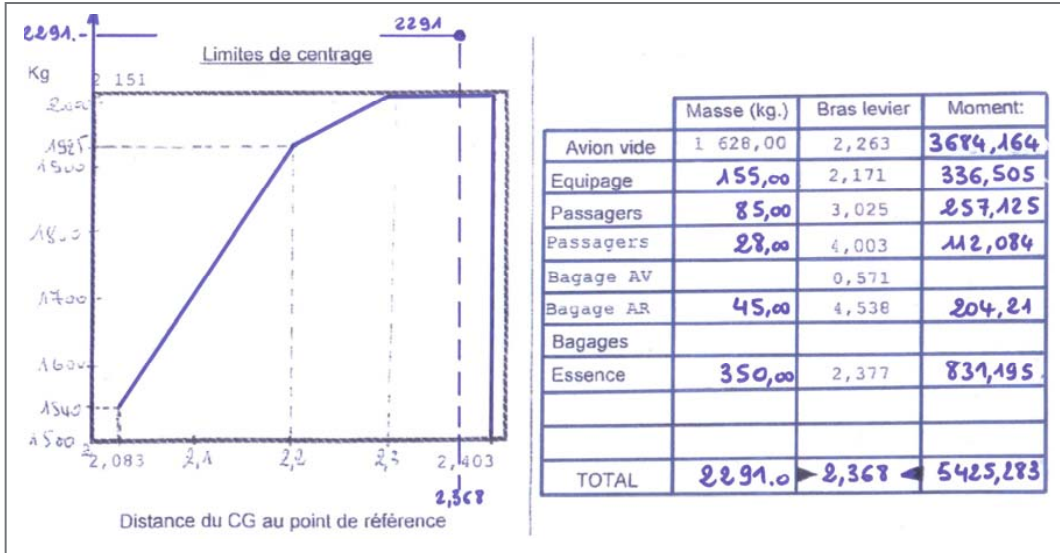 2291.-
2291
Limites de centrage
Kg
2 151
2000
1925
1900
1800
1700
1600
1540
1500
2
2,083
2,1
2,2
2,3
2,403
2,368
Distance du CG au point de référence
Masse (kg.) Bras levier Moment:
Avion vide 1 628,00 2,263 3684,164
Equipage 155,00 2,171 336,505
Passagers 85,00 3,025 257,125
Passagers 28,00 4,003 112,084
Bagage AV 0,571
Bagage AR 45,00 4,538 204,21
Bagages
Essence 350,00 2,377 831,195
TOTAL 2291.0 2,368 5425,283